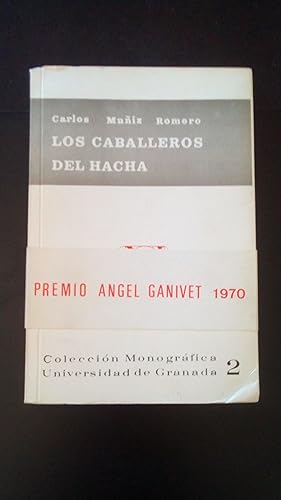 Carlos Muñiz Romero
LOS CABALLEROS
DEL HACHA
PREMIO ANGEL GANIVET 1970
Colección Monográfica
Universidad de Granada 2